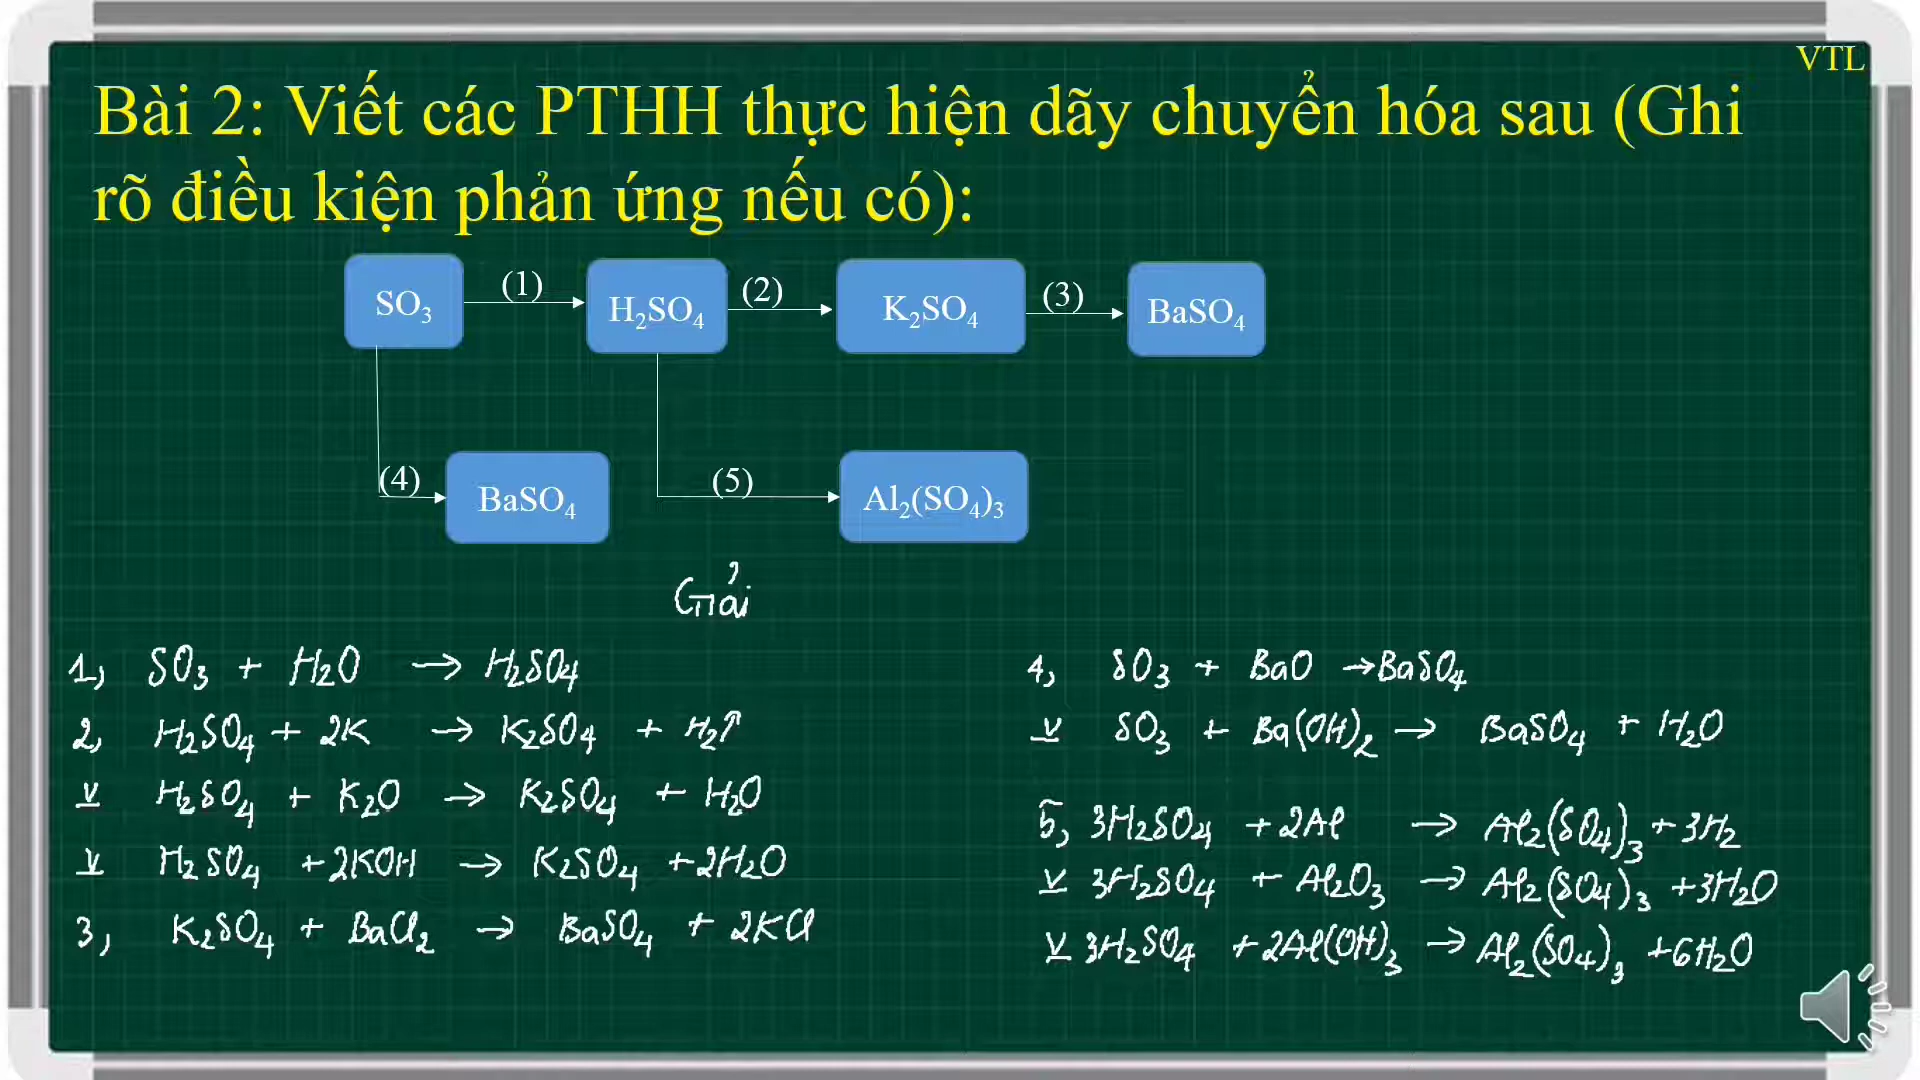 VTL
Bài 2: Viết các PTHH thực hiện dãy chuyển hóa sau (Ghi
rõ điều kiện phản ứng nếu có):
SO₃ (1) H₂SO₄ (2) K₂SO₄ (3) BaSO₄
(4) BaSO₄ (5) Al₂(SO₄)₃
Giải
1, SO₃ + H₂O → H₂SO₄
2, H₂SO₄ + 2K → K₂SO₄ + H₂↑
v H₂SO₄ + K₂O → K₂SO₄ + H₂O
v H₂SO₄ + 2KOH → K₂SO₄ + 2H₂O
3, K₂SO₄ + BaCl₂ → BaSO₄ + 2KCl
4, SO₃ + BaO → BaSO₄
v SO₃ + Ba(OH)₂ → BaSO₄ + H₂O
5, 3H₂SO₄ + 2Al → Al₂(SO₄)₃ + 3H₂
v 3H₂SO₄ + Al₂O₃ → Al₂(SO₄)₃ + 3H₂O
v 3H₂SO₄ + 2Al(OH)₃ → Al₂(SO₄)₃ + 6H₂O